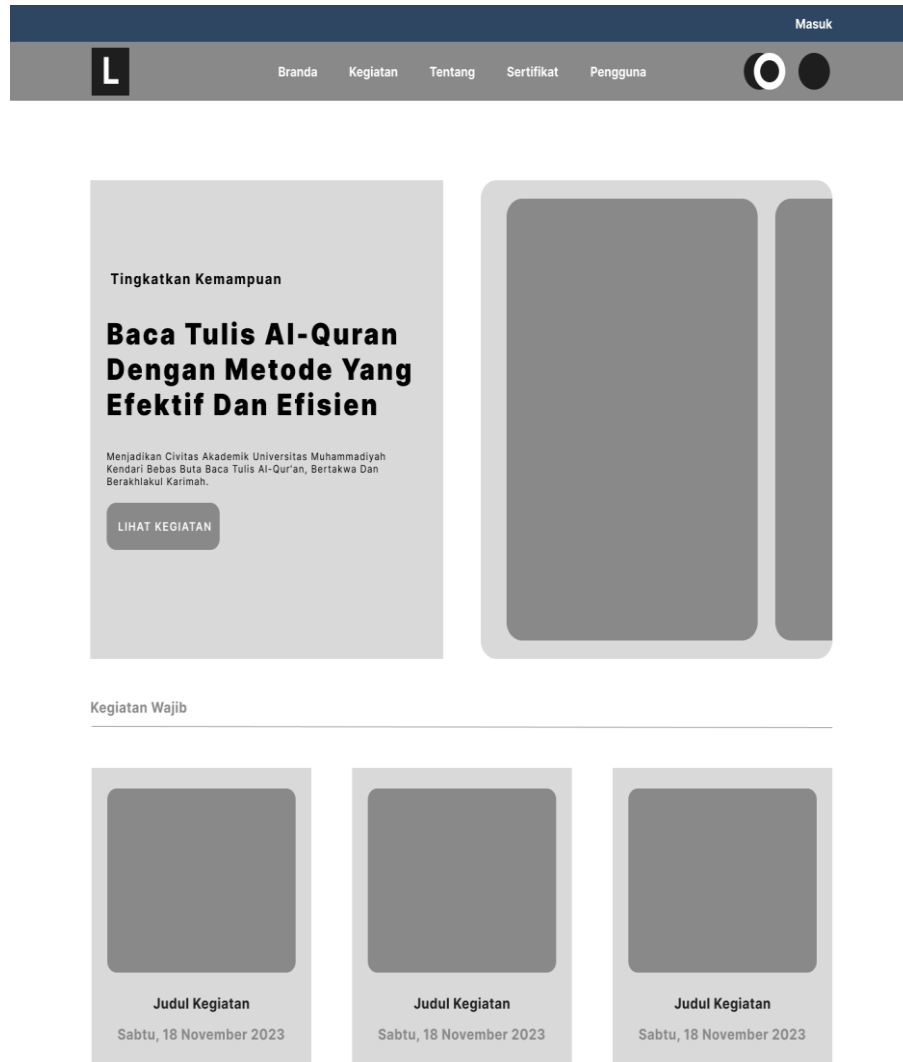 Masuk
L
Branda Kegiatan Tentang Sertifikat Pengguna
Tingkatkan Kemampuan
Baca Tulis Al-Quran
Dengan Metode Yang
Efektif Dan Efisien
Menjadikan Civitas Akademik Universitas Muhammadiyah
Kendari Bebas Buta Baca Tulis Al-Qur'an, Bertakwa Dan
Berakhlakul Karimah.
LIHAT KEGIATAN
Kegiatan Wajib
Judul Kegiatan
Sabtu, 18 November 2023
Judul Kegiatan
Sabtu, 18 November 2023
Judul Kegiatan
Sabtu, 18 November 2023